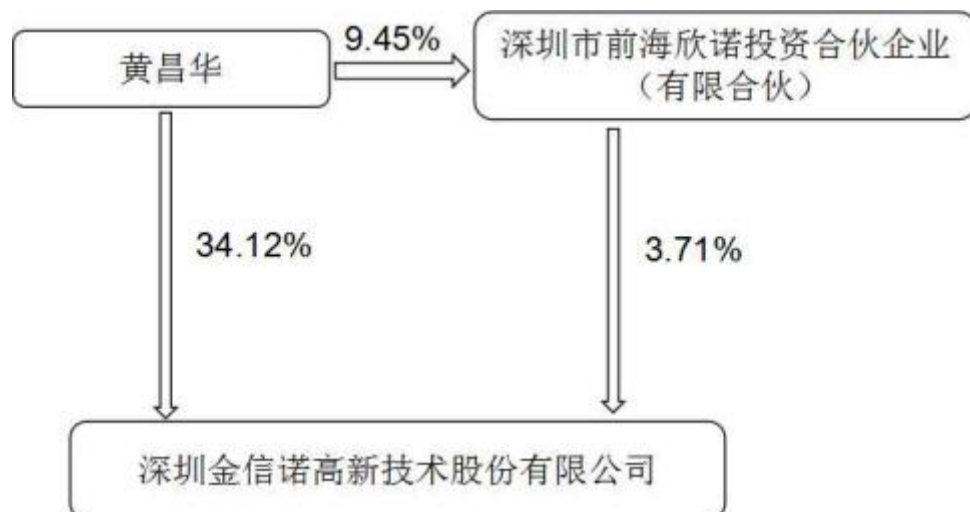 黄昌华
9.45%
深圳市前海欣诺投资合伙企业
（有限合伙）
34.12%
3.71%
深圳金信诺高新技术股份有限公司